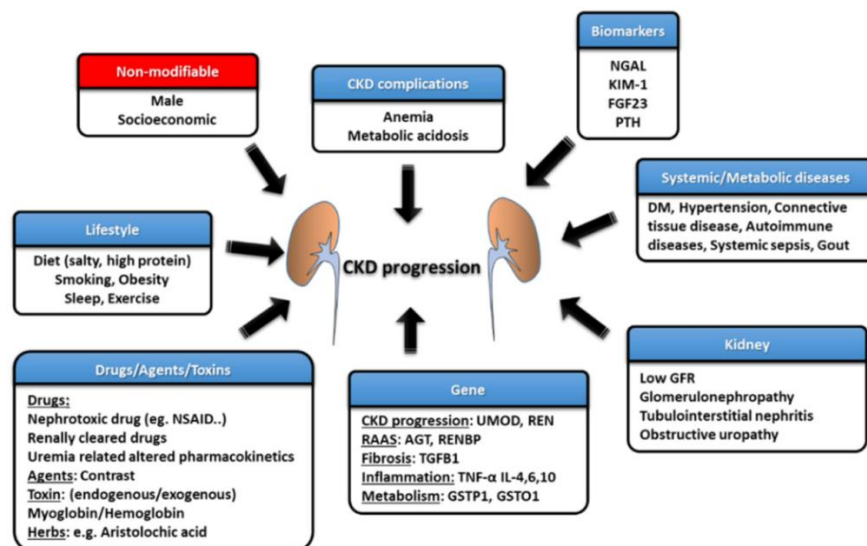 Non-modifiable
Male
Socioeconomic
CKD complications
Anemia
Metabolic acidosis
Biomarkers
NGAL
KIM-1
FGF23
PTH
Systemic/Metabolic diseases
DM, Hypertension, Connective
tissue disease, Autoimmune
diseases, Systemic sepsis, Gout
Lifestyle
Diet (salty, high protein)
Smoking, Obesity
Sleep, Exercise
CKD progression
Drugs/Agents/Toxins
Drugs:
Nephrotoxic drug (eg. NSAID..)
Renally cleared drugs
Uremia related altered pharmacokinetics
Agents: Contrast
Toxin: (endogenous/exogenous)
Myoglobin/Hemoglobin
Herbs: e.g. Aristolochic acid
Gene
CKD progression: UMOD, REN
RAAS: AGT, RENBP
Fibrosis: TGFB1
Inflammation: TNF-α IL-4,6,10
Metabolism: GSTP1, GSTO1
Kidney
Low GFR
Glomerulonephropathy
Tubulointerstitial nephritis
Obstructive uropathy